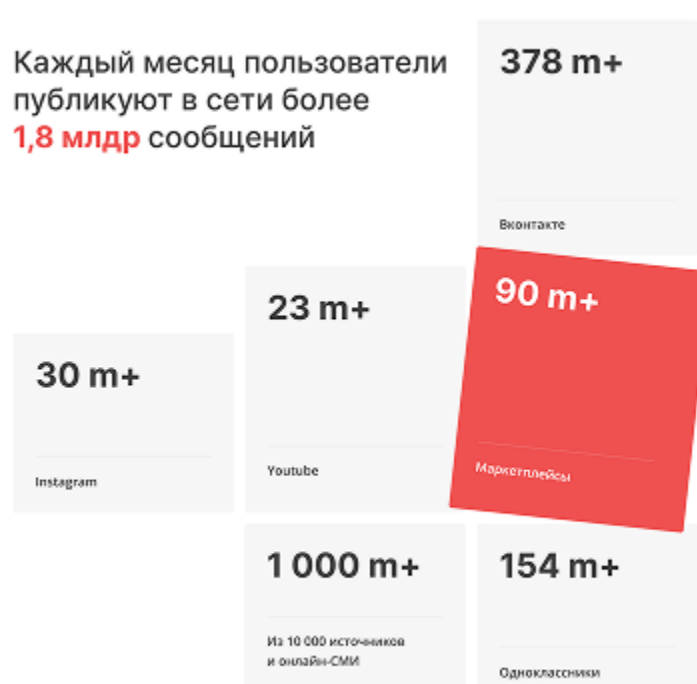 Каждый месяц пользователи
публикуют в сети более
1,8 млдр сообщений
378 m+
Вконтакте
90 m+
Маркетплейсы
23 m+
Youtube
30 m+
Instagram
1 000 m+
Из 10 000 источников
и онлайн-СМИ
154 m+
Одноклассники